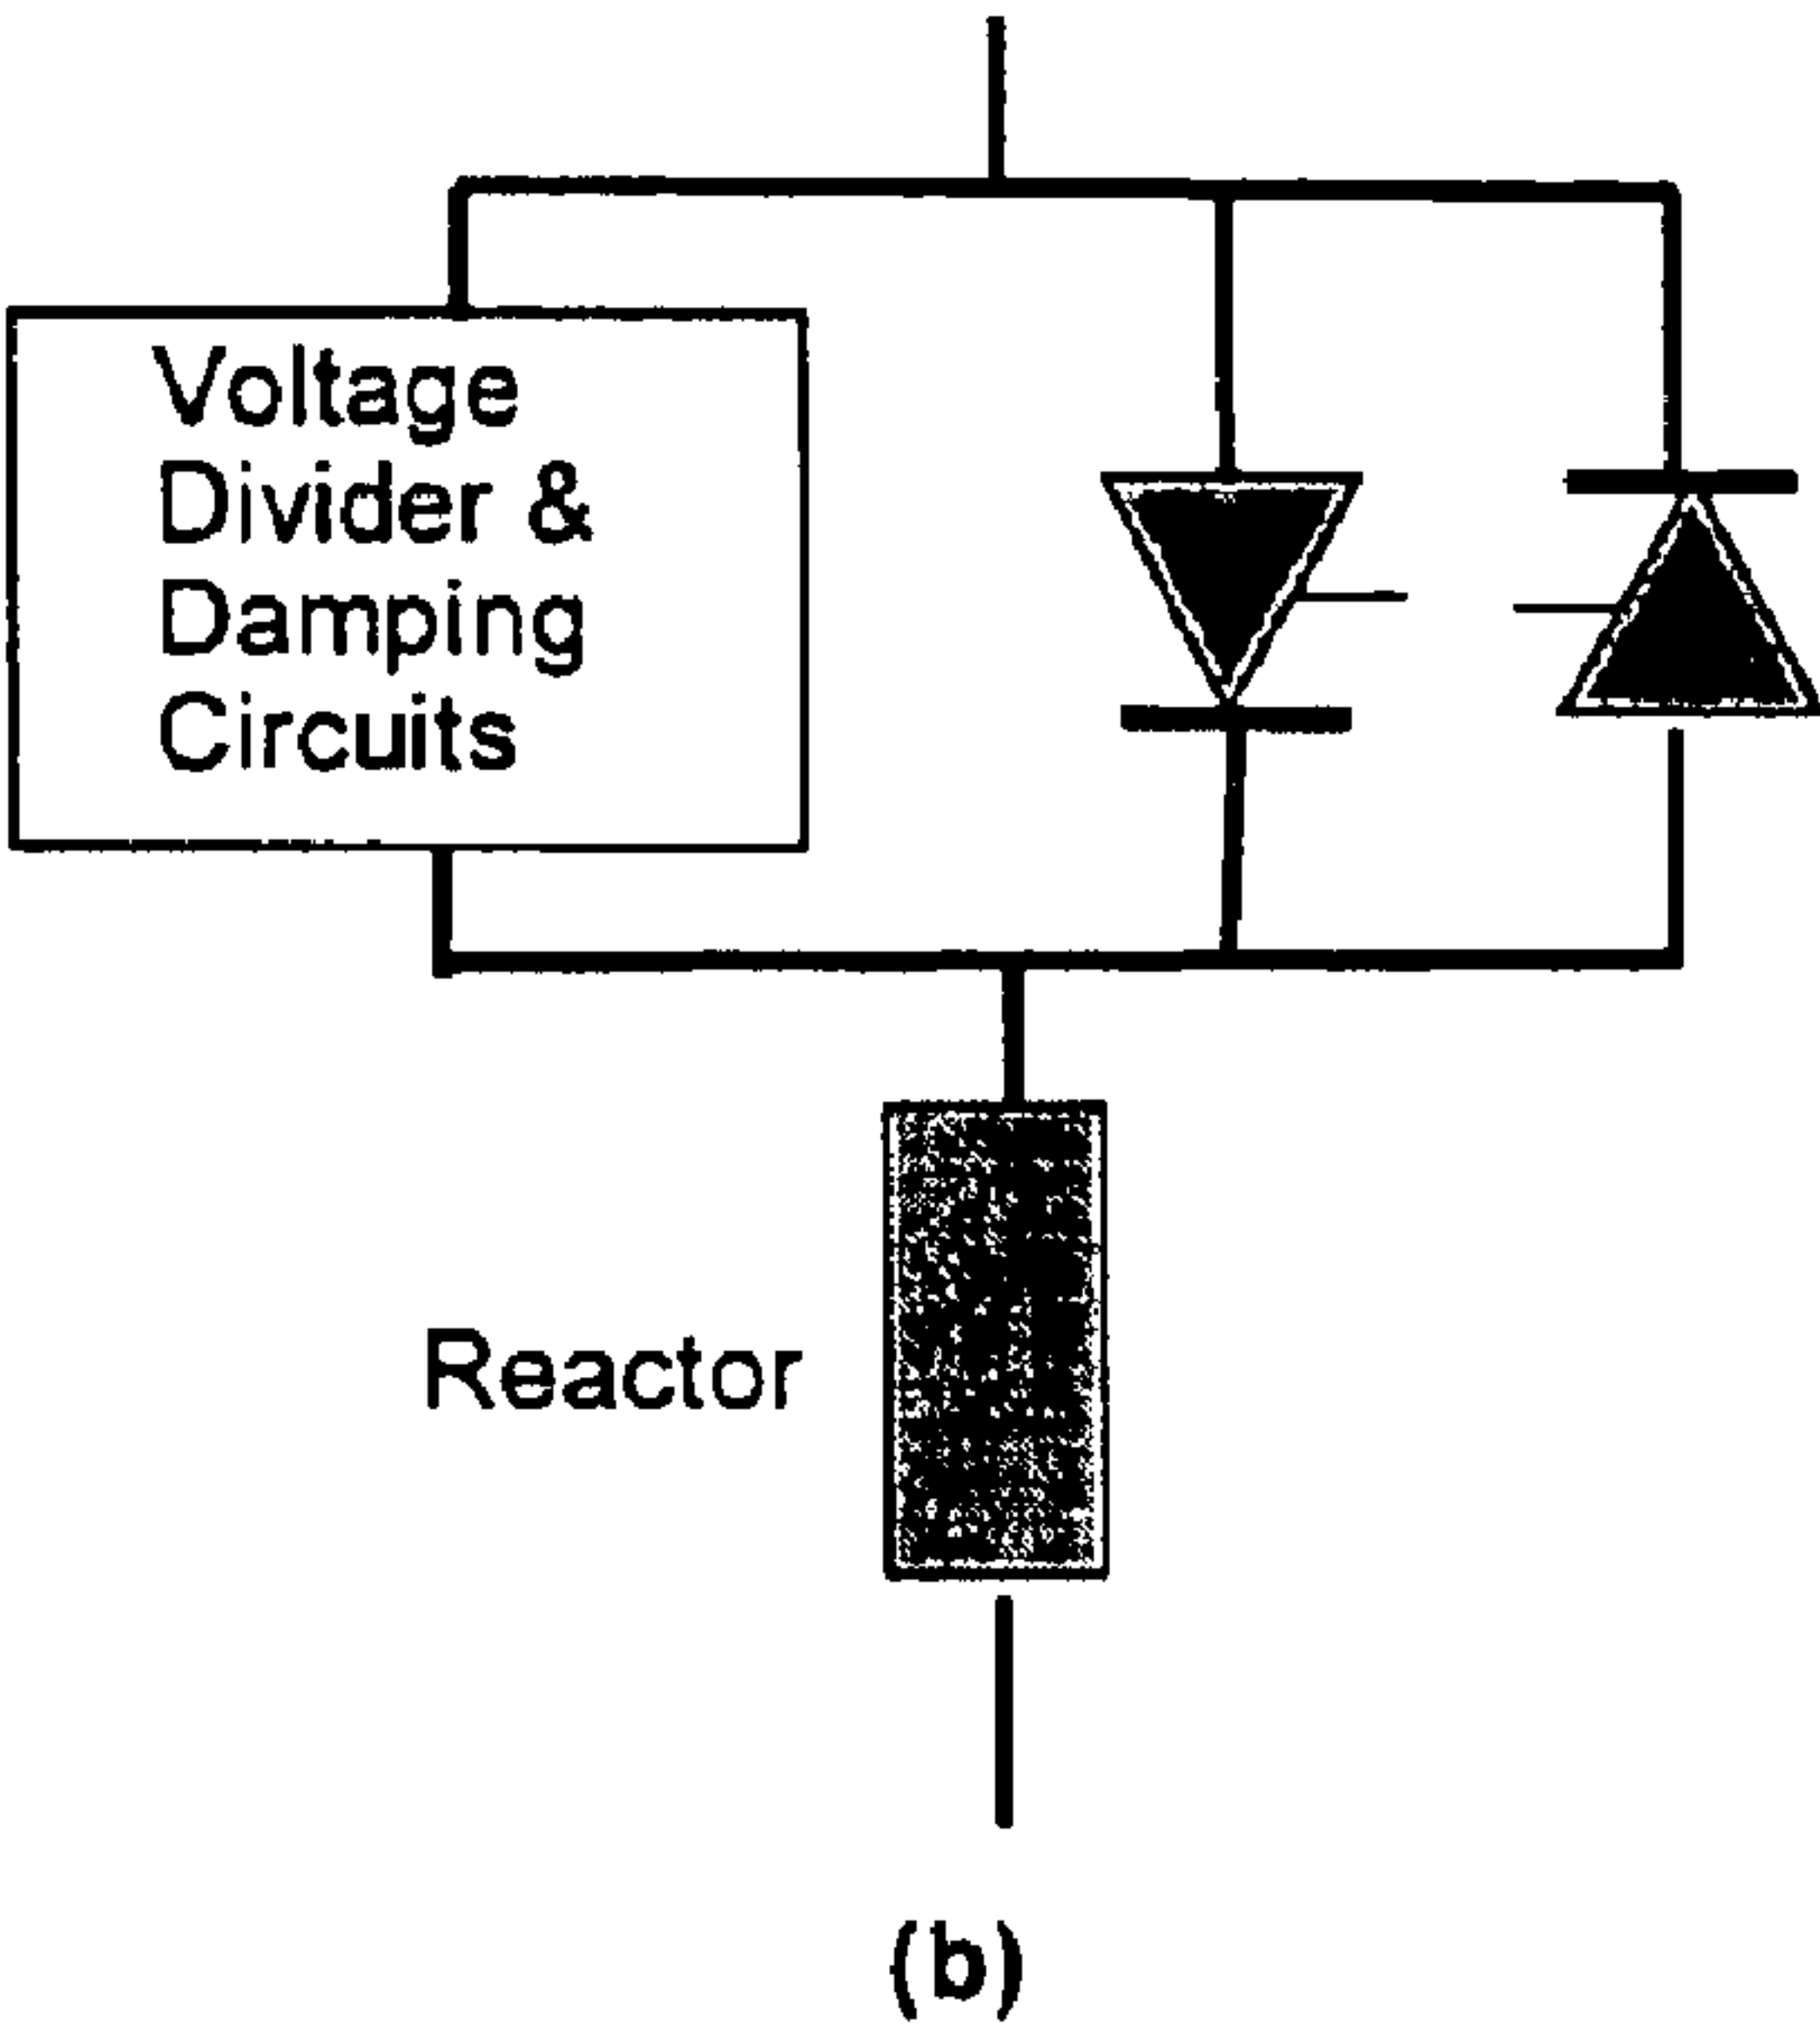 Voltage
Divider &
Damping
Circuits
Reactor
(b)